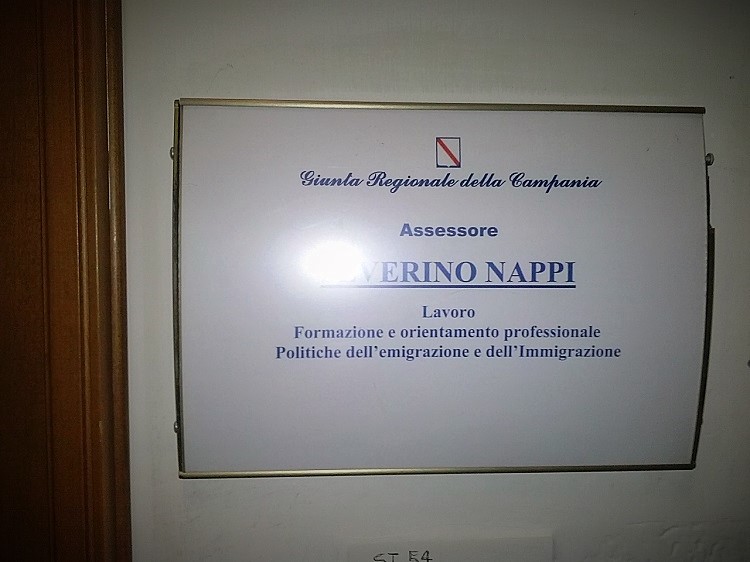 Giunta Regionale della Campania
Assessore
NAPPI
Lavoro
Formazione e orientamento professionale
Politiche dell'emigrazione e dell'Immigrazione